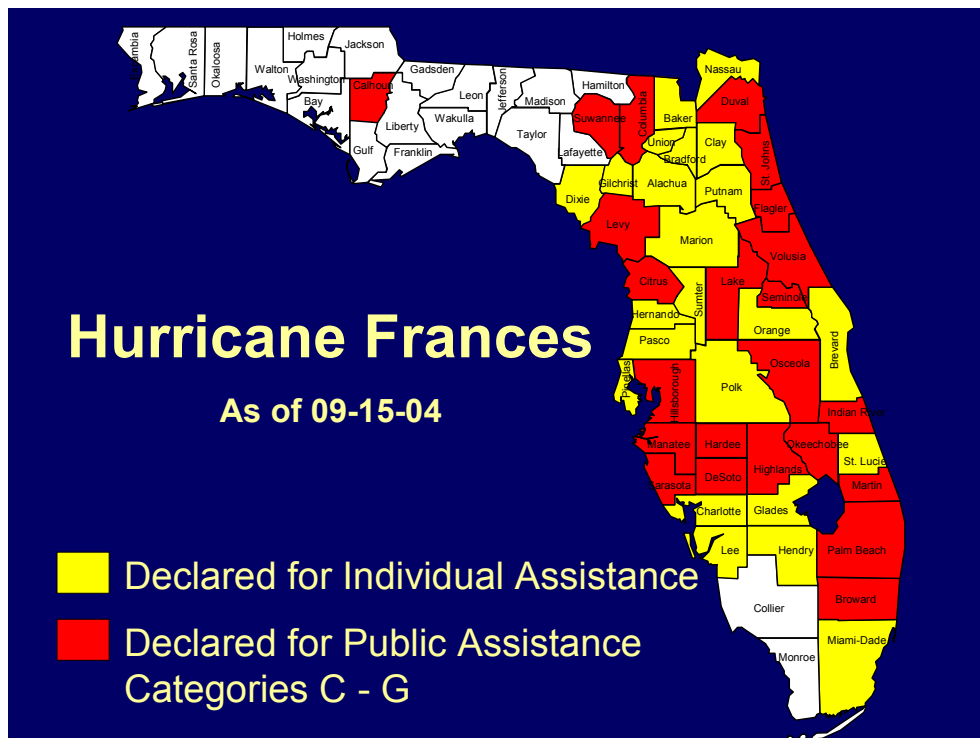 Holmes
Jackson
Escambia
Santa Rosa
Okaloosa
Walton
Washington
Bay
Calhoun
Gadsden
Leon
Jefferson
Madison
Hamilton
Liberty
Wakulla
Gulf
Franklin
Taylor
Lafayette
Suwannee
Columbia
Nassau
Duval
Baker
Union
Bradford
Clay
St. Johns
Dixie
Gilchrist
Alachua
Putnam
Flagler
Levy
Marion
Volusia
Citrus
Sumter
Lake
Seminole
Hernando
Orange
Pasco
Brevard
Osceola
Pinellas
Hillsborough
Polk
Indian River
Manatee
Hardee
Highlands
Okeechobee
St. Lucie
Sarasota
DeSoto
Martin
Charlotte
Glades
Lee
Hendry
Palm Beach
Collier
Broward
Miami-Dade
Monroe
Hurricane Frances
As of 09-15-04
Declared for Individual Assistance
Declared for Public Assistance
Categories C - G